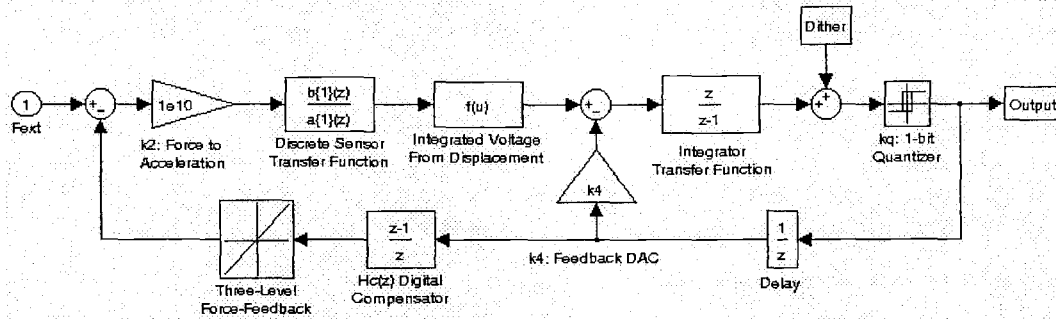 Dither
1
Fext
+
-
1e10
k2: Force to
Acceleration
b{1}(z)
a{1}(z)
Discrete Sensor
Transfer Function
f(u)
Integrated Voltage
From Displacement
+
-
z
z-1
Integrator
Transfer Function
+
+
kq: 1-bit
Quantizer
Output
k4
k4: Feedback DAC
Three-Level
Force-Feedback
z-1
z
Hc(z) Digital
Compensator
1
z
Delay